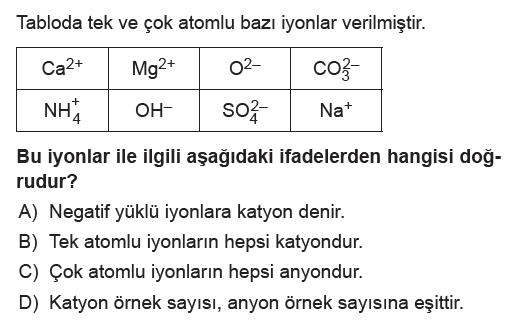 Tabloda tek ve çok atomlu bazı iyonlar verilmiştir.
Ca²⁺ Mg²⁺ O²⁻ CO₃²⁻
NH₄⁺ OH⁻ SO₄²⁻ Na⁺
Bu iyonlar ile ilgili aşağıdaki ifadelerden hangisi doğ-
rudur?
A) Negatif yüklü iyonlara katyon denir.
B) Tek atomlu iyonların hepsi katyondur.
C) Çok atomlu iyonların hepsi anyondur.
D) Katyon örnek sayısı, anyon örnek sayısına eşittir.